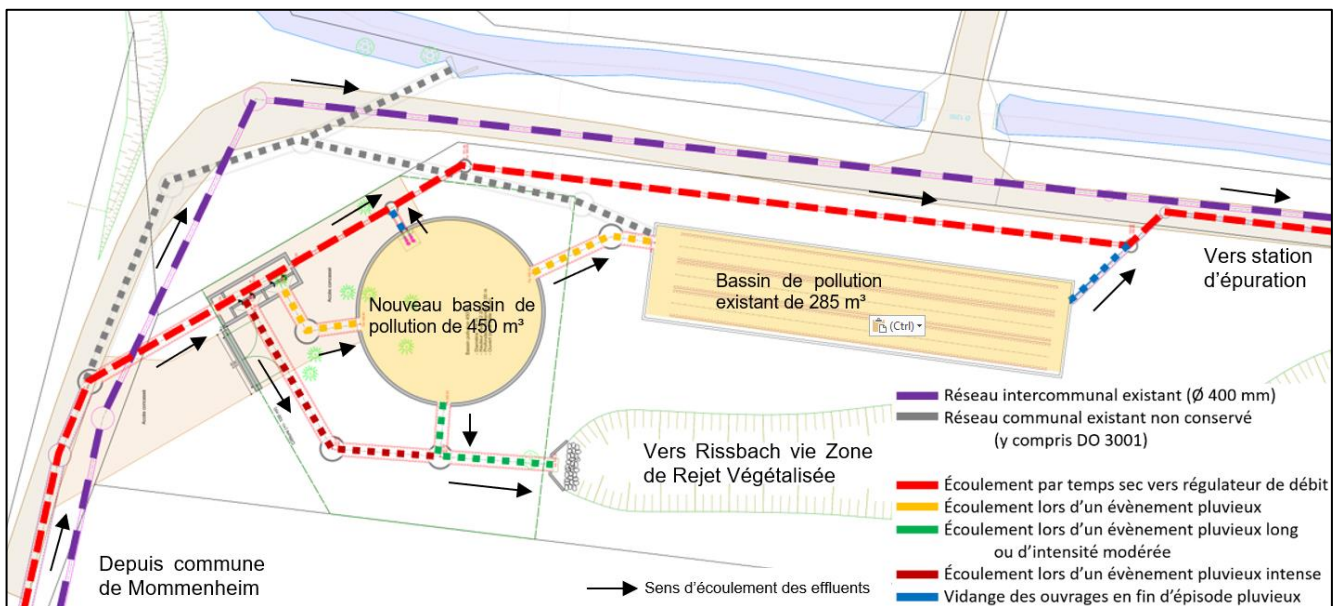 Nouveau bassin de
pollution de 450 m³
Bassin de pollution
existant de 285 m³
(Ctrl)
Vers station
d’épuration
Accès concassé
Accès concassé
Vers Rissbach vie Zone
de Rejet Végétalisée
Depuis commune
de Mommenheim
Sens d’écoulement des effluents
Réseau intercommunal existant (Ø 400 mm)
Réseau communal existant non conservé
(y compris DO 3001)
Écoulement par temps sec vers régulateur de débit
Écoulement lors d’un évènement pluvieux
Écoulement lors d’un évènement pluvieux long
ou d’intensité modérée
Écoulement lors d’un évènement pluvieux intense
Vidange des ouvrages en fin d’épisode pluvieux